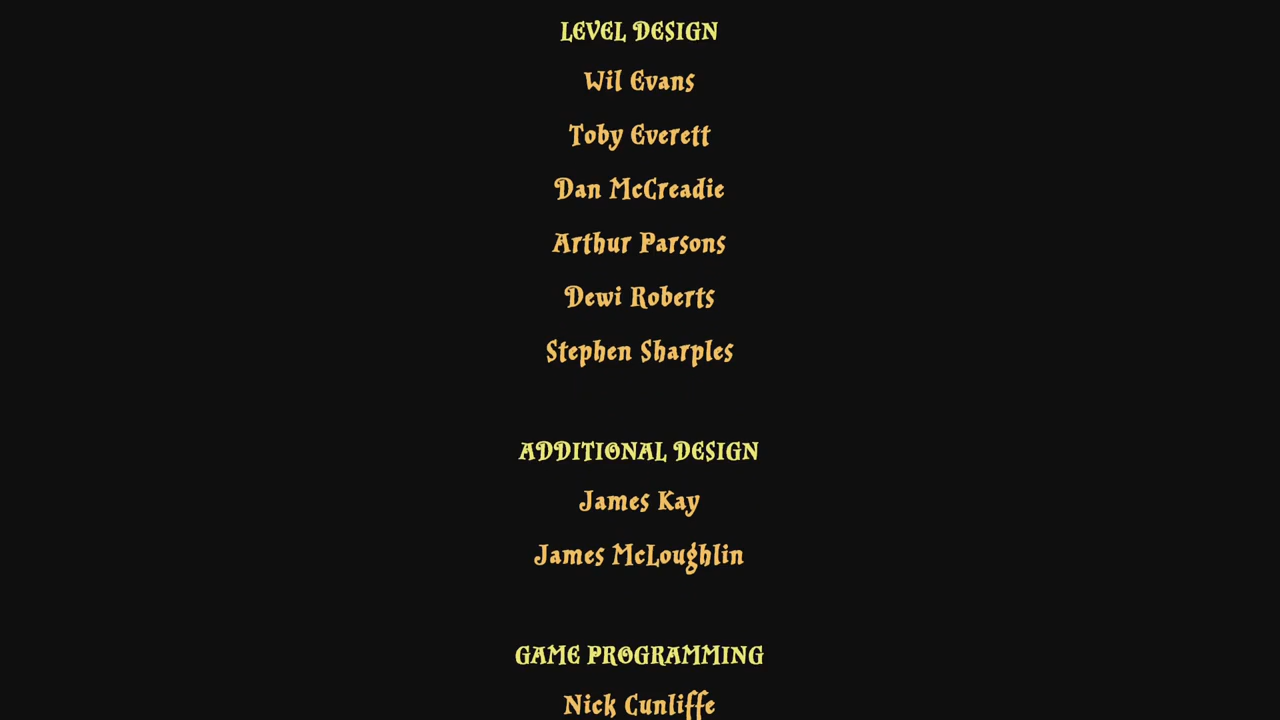 LEVEL DESIGN
Wil Evans
Toby Everett
Dan McCreadie
Arthur Parsons
Dewi Roberts
Stephen Sharples
ADDITIONAL DESIGN
James Kay
James McLoughlin
GAME PROGRAMMING
Nick Cunliffe